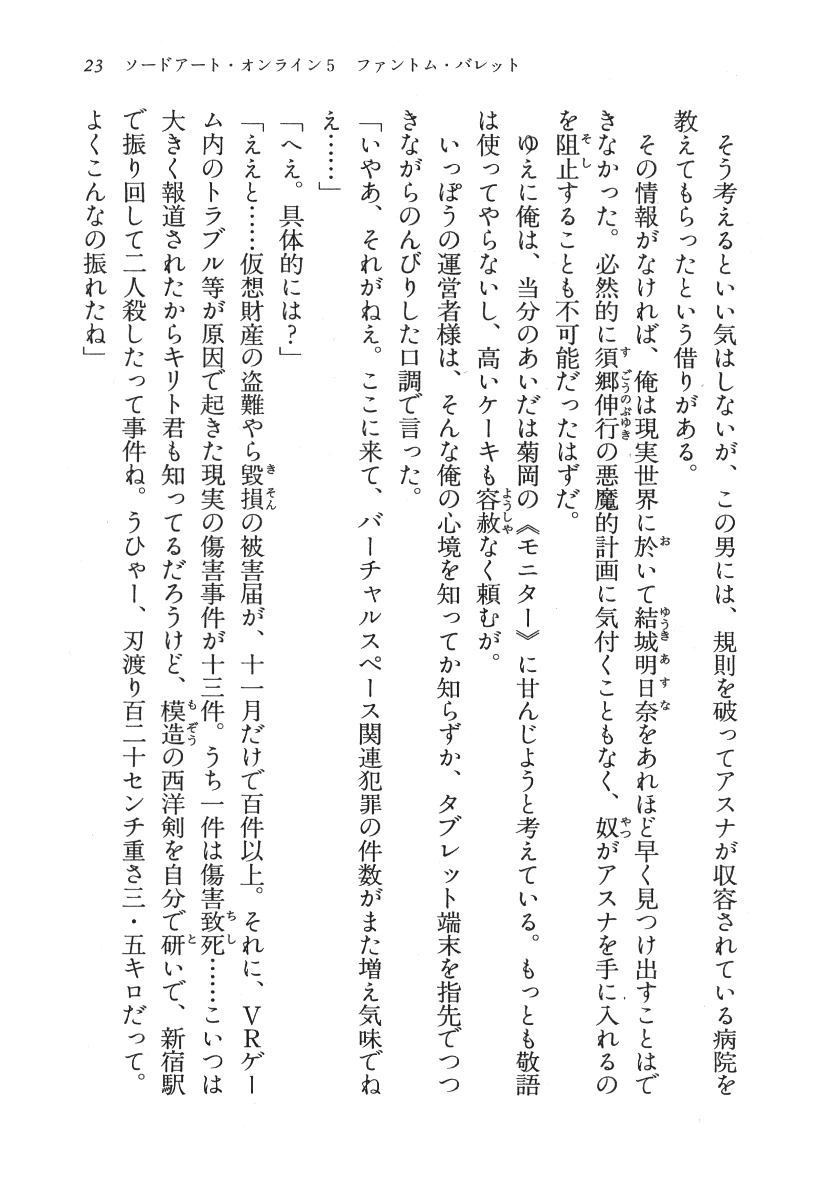 23　ソードアート・オンライン5　ファントム・バレット
　そう考えるといい気はしないが、この男には、規則を破ってアスナが収容されている病院を
教えてもらったという借りがある。
　その情報がなければ、俺は現実世界に於いて結城明日奈をあれほど早く見つけ出すことはで
きなかった。必然的に須郷伸行の悪魔的計画に気付くこともなく、奴がアスナを手に入れるの
を阻止することも不可能だったはずだ。
　ゆえに俺は、当分のあいだは菊岡の《モニター》に甘んじようと考えている。もっとも敬語
は使ってやらないし、高いケーキも容赦なく頼むが。
　いっぽうの運営者様は、そんな俺の心境を知ってか知らずか、タブレット端末を指先でつつ
きながらのんびりした口調で言った。
「いやあ、それがねえ。ここに来て、バーチャルスペース関連犯罪の件数がまた増え気味でね
え……」
「へえ。具体的には？」
「ええと……仮想財産の盗難やら毀損の被害届が、十一月だけで百件以上。それに、ＶＲゲー
ム内のトラブル等が原因で起きた現実の傷害事件が十三件。うち一件は傷害致死……こいつは
大きく報道されたからキリト君も知ってるだろうけど、模造の西洋剣を自分で研いで、新宿駅
で振り回して二人殺したって事件ね。うひゃー、刃渡り百二十センチ重さ三・五キロだって。
よくこんなの振れたね」